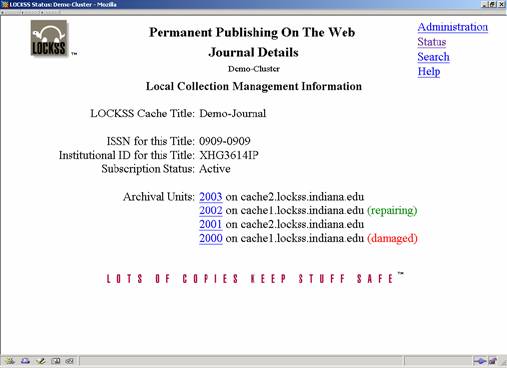 LOCKSS Status: Demo-Cluster - Mozilla
LOCKSS ™
Permanent Publishing On The Web
Journal Details
Demo-Cluster
Local Collection Management Information
Administration
Status
Search
Help
LOCKSS Cache Title: Demo-Journal
ISSN for this Title: 0909-0909
Institutional ID for this Title: XHG3614IP
Subscription Status: Active
Archival Units: 2003 on cache2.lockss.indiana.edu
2002 on cache1.lockss.indiana.edu (repairing)
2001 on cache2.lockss.indiana.edu
2000 on cache1.lockss.indiana.edu (damaged)
LOTS OF COPIES KEEP STUFF SAFE ™